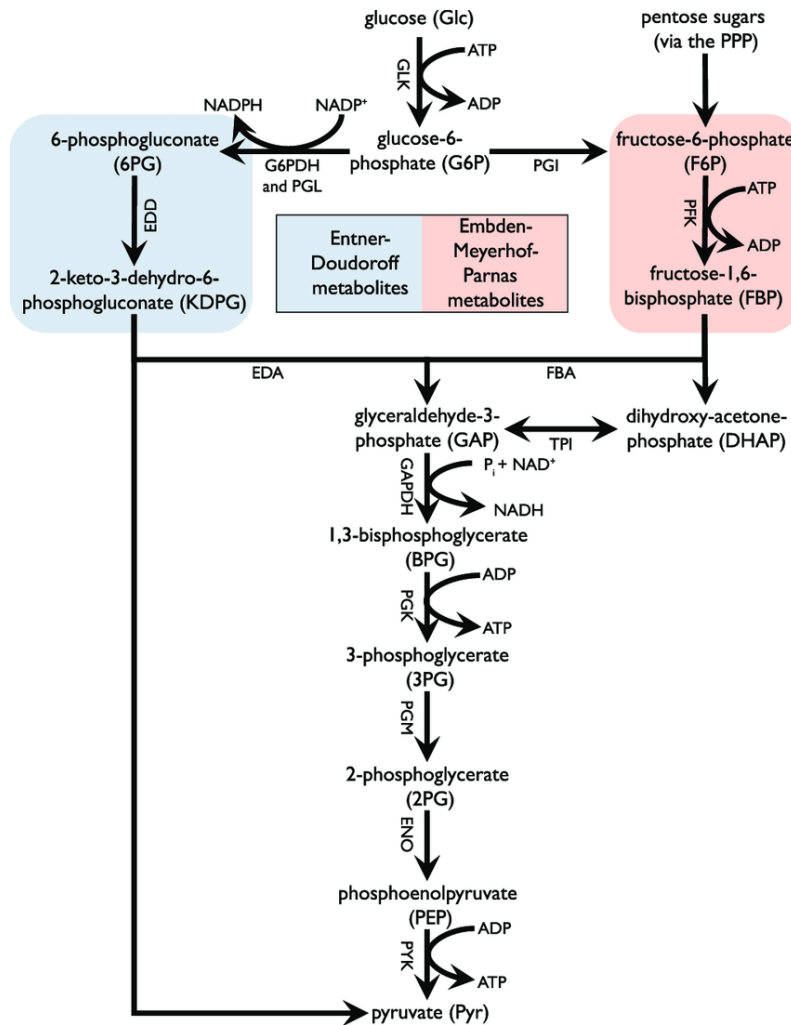 glucose (Glc)
GLK
ATP
ADP
pentose sugars
(via the PPP)
NADPH
NADP⁺
6-phosphogluconate
(6PG)
G6PDH
and PGL
glucose-6-
phosphate (G6P)
PGI
fructose-6-phosphate
(F6P)
EDD
PFK
ATP
ADP
Entner-
Doudoroff
metabolites
Embden-
Meyerhof-
Parnas
metabolites
2-keto-3-dehydro-6-
phosphogluconate (KDPG)
fructose-1,6-
bisphosphate (FBP)
EDA
FBA
glyceraldehyde-3-
phosphate (GAP)
TPI
dihydroxy-acetone-
phosphate (DHAP)
GAPDH
Pᵢ + NAD⁺
NADH
1,3-bisphosphoglycerate
(BPG)
PGK
ADP
ATP
3-phosphoglycerate
(3PG)
PGM
2-phosphoglycerate
(2PG)
ENO
phosphoenolpyruvate
(PEP)
PYK
ADP
ATP
pyruvate (Pyr)